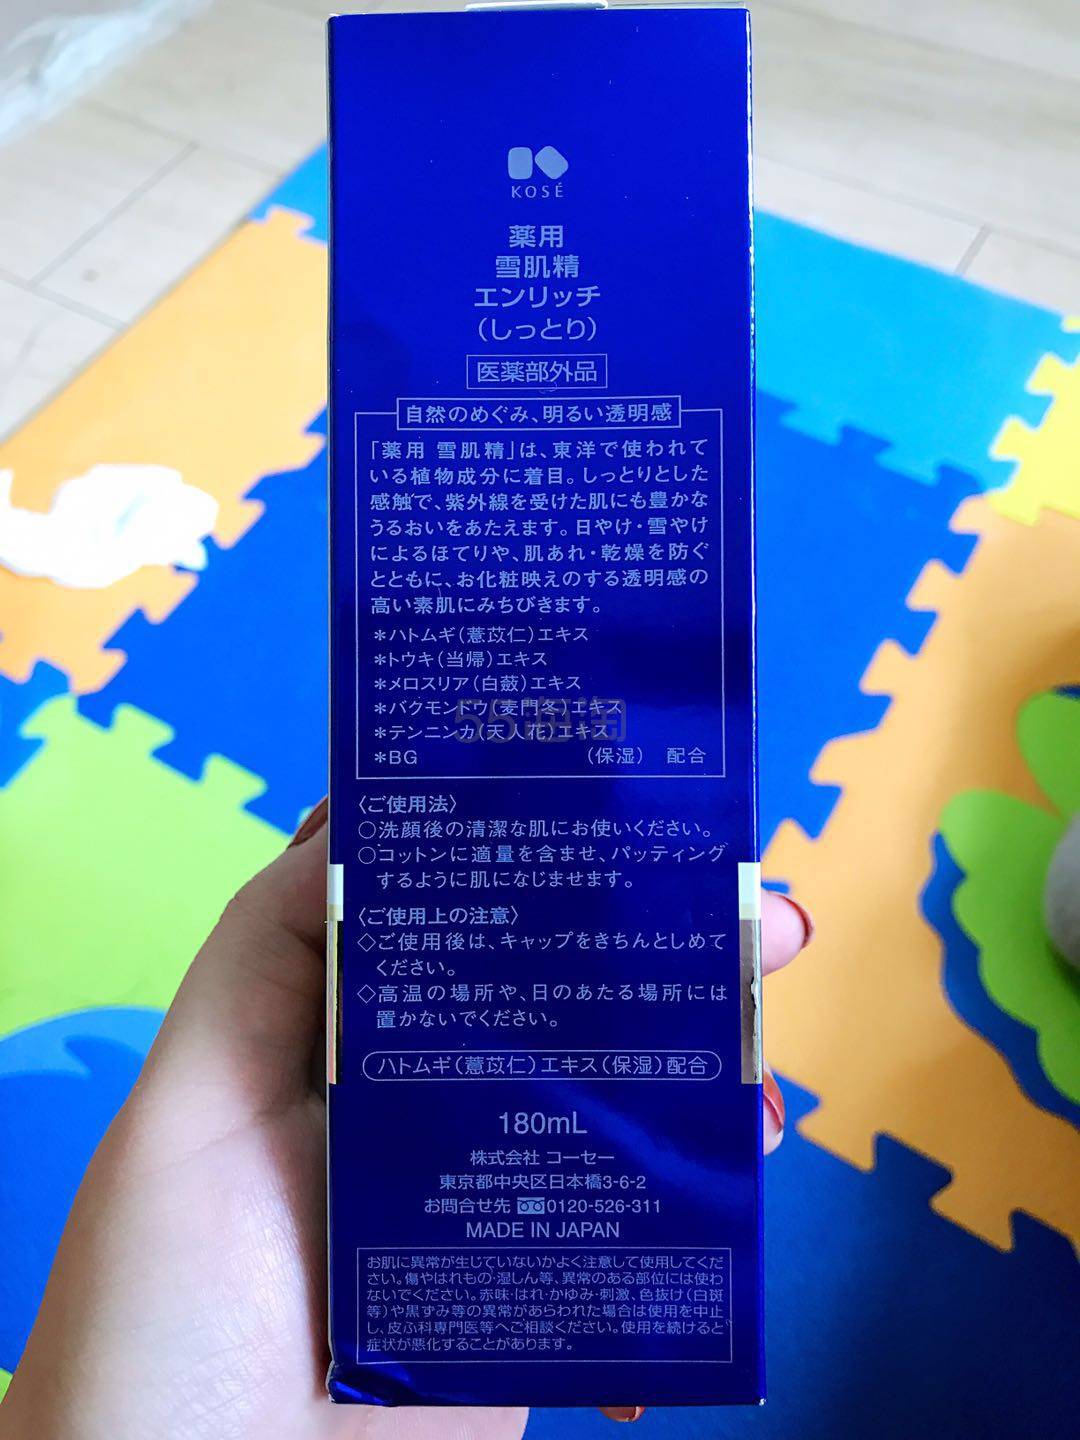 KOSÉ
薬用
雪肌精
エンリッチ
(しっとり)
医薬部外品
自然のめぐみ、明るい透明感
「薬用 雪肌精」は、東洋で使われて
いる植物成分に着目。しっとりとした
感触で、紫外線を受けた肌にも豊かな
うるおいをあたえます。日やけ・雪やけ
によるほてりや、肌あれ・乾燥を防ぐ
とともに、お化粧映えのする透明感の
高い素肌にみちびきます。
*ハトムギ(薏苡仁)エキス
*トウキ(当帰)エキス
*メロスリア(白蘞)エキス
*バクモンドウ(麦門冬)エキス
55海淘
*テンニンカ(天人花)エキス
*BG (保湿) 配合
〈ご使用法〉
○洗顔後の清潔な肌にお使いください。
○コットンに適量を含ませ、パッティング
するように肌になじませます。
〈ご使用上の注意〉
◇ご使用後は、キャップをきちんとしめて
ください。
◇高温の場所や、日のあたる場所には
置かないでください。
ハトムギ(薏苡仁)エキス(保湿)配合
180mL
株式会社 コーセー
東京都中央区日本橋3-6-2
お問合せ先 0120-526-311
MADE IN JAPAN
お肌に異常が生じていないかよく注意して使用してくだ
さい。傷やはれもの・湿しん等、異常のある部位には使わ
ないでください。赤味・はれ・かゆみ・刺激、色抜け(白斑
等)や黒ずみ等の異常があらわれた場合は使用を中止
し、皮ふ科専門医等へご相談ください。使用を続けると
症状が悪化することがあります。